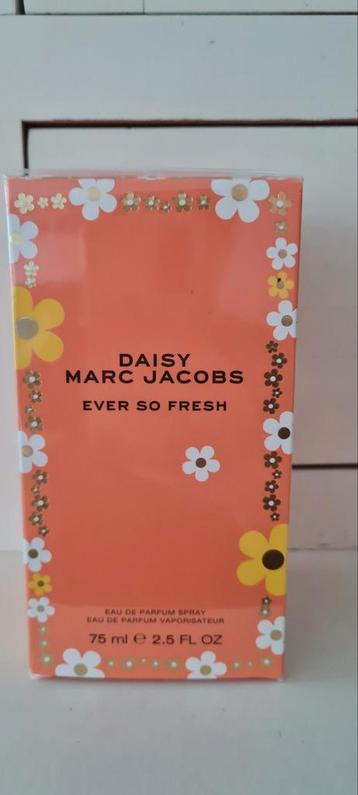 DAISY
MARC JACOBS
EVER SO FRESH
EAU DE PARFUM SPRAY
EAU DE PARFUM VAPORISATEUR
75 ml ℮ 2.5 FL OZ